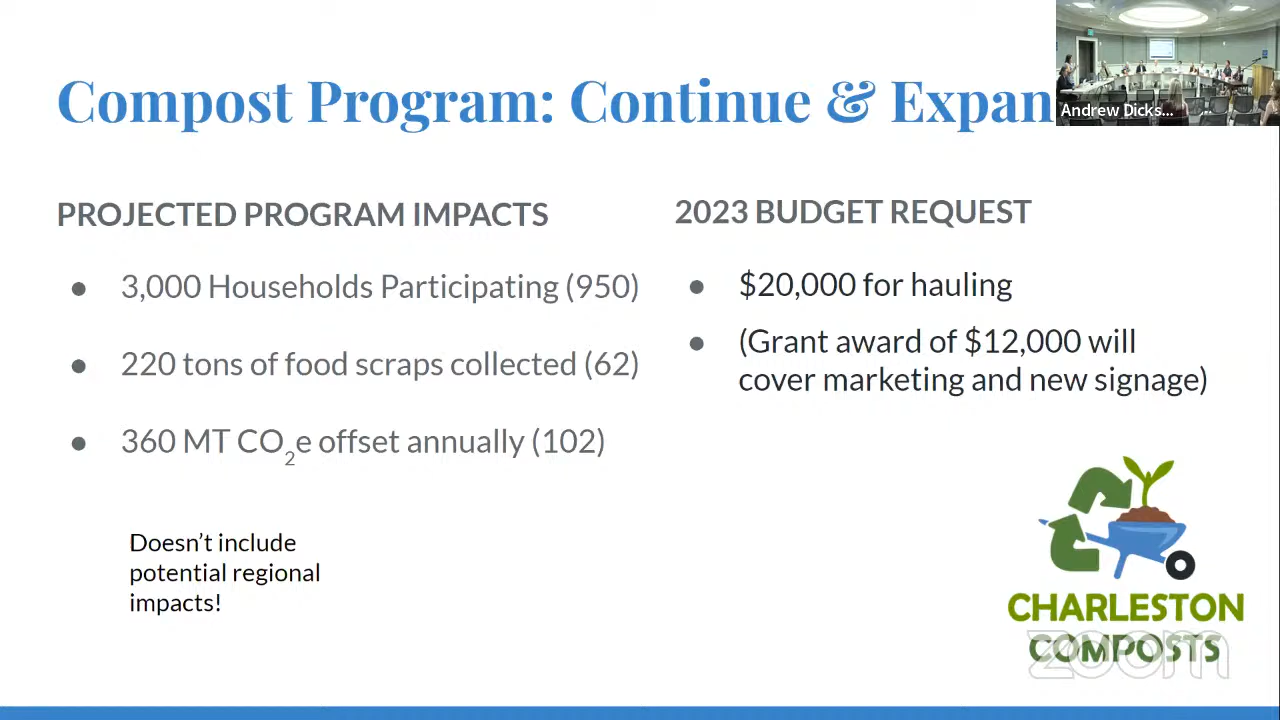 Compost Program: Continue & Expan
Andrew Dicks...
PROJECTED PROGRAM IMPACTS
● 3,000 Households Participating (950)
● 220 tons of food scraps collected (62)
● 360 MT CO2e offset annually (102)
Doesn't include
potential regional
impacts!
2023 BUDGET REQUEST
● $20,000 for hauling
● (Grant award of $12,000 will
cover marketing and new signage)
CHARLESTON
COMPOSTS
zoom